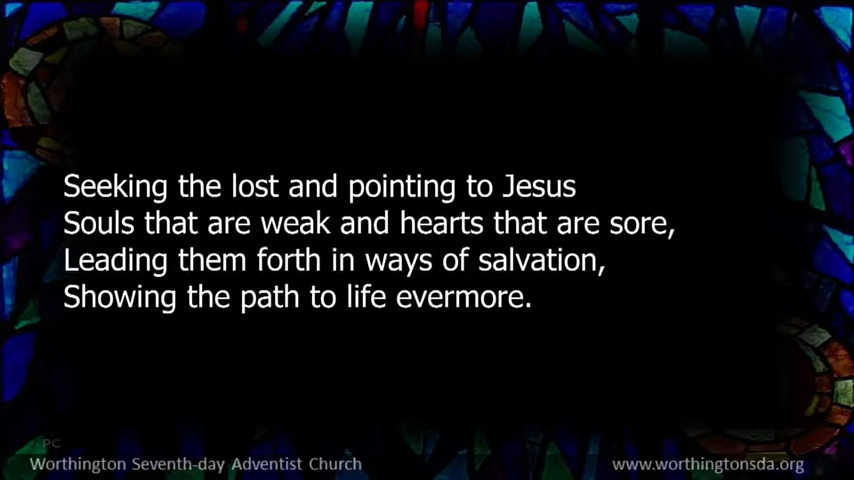 Seeking the lost and pointing to Jesus
Souls that are weak and hearts that are sore,
Leading them forth in ways of salvation,
Showing the path to life evermore.
PC
Worthington Seventh-day Adventist Church
www.worthingtonsda.org